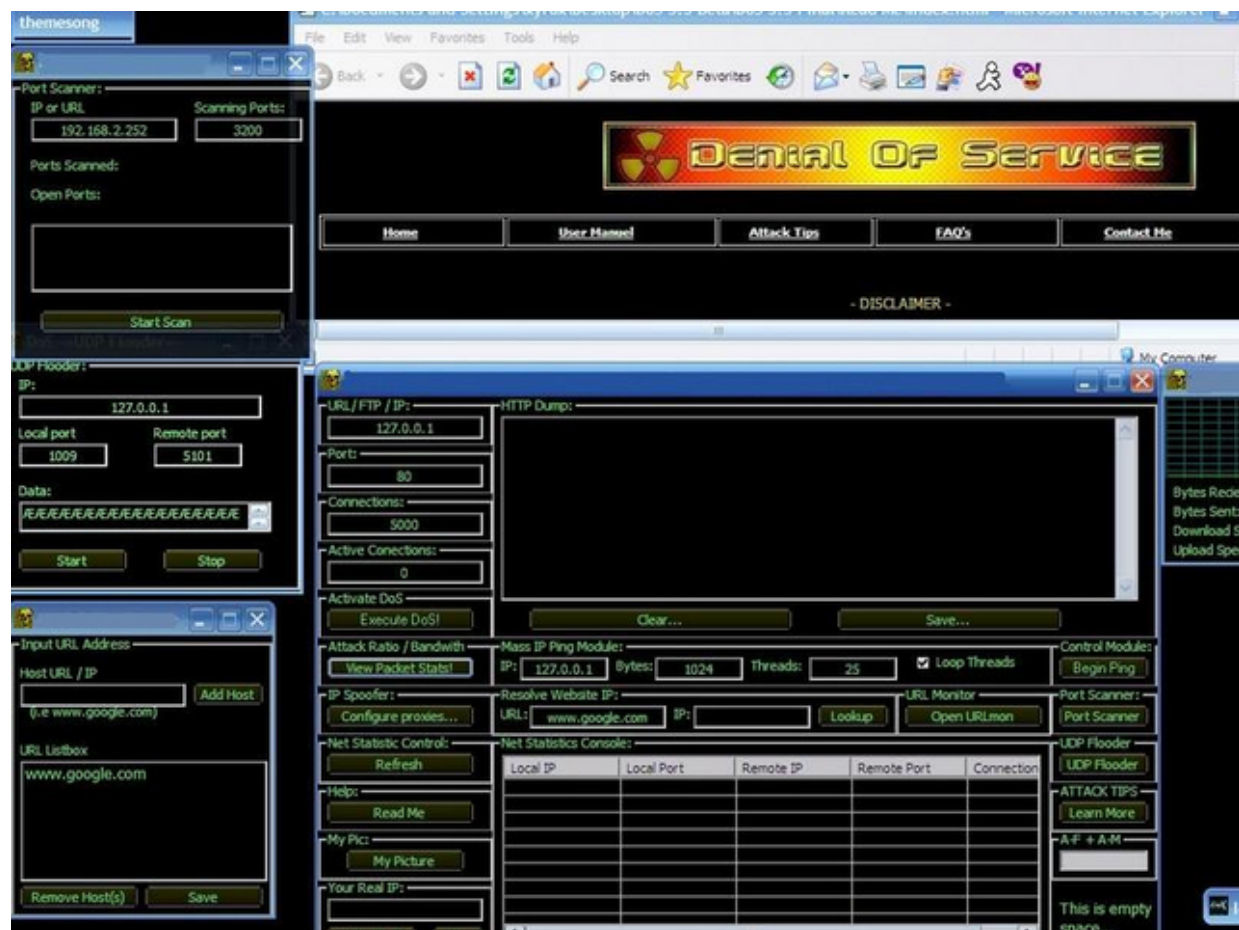 themesong
File Edit View Favorites Tools Help
Back Search Favorites
Port Scanner:
IP or URL Scanning Ports:
192.168.2.252 3200
Ports Scanned:
Open Ports:
Start Scan
Denial Of Service
Home User Manuel Attack Tips FAQ's Contact Me
- DISCLAIMER -
My Computer
UDP Flooder:
IP:
127.0.0.1
Local port Remote port
1009 5101
Data:
Start Stop
Input URL Address
Host URL / IP
Add Host
(i.e www.google.com)
URL Listbox
www.google.com
Remove Host(s) Save
URL/ FTP / IP:
127.0.0.1
Port:
80
Connections:
5000
Active Conections:
0
Activate DoS
Execute DoS!
HTTP Dump:
Clear... Save...
Attack Ratio / Bandwith
View Packet Stats!
Mass IP Ping Module:
IP: 127.0.0.1 Bytes: 1024 Threads: 25 Loop Threads
Control Module:
Begin Ping
IP Spoofer:
Configure proxies...
Resolve Website IP:
URL: www.google.com IP: Lookup
URL Monitor
Open URLmon
Port Scanner:
Port Scanner
Net Statistic Control:
Refresh
Net Statistics Console:
Local IP Local Port Remote IP Remote Port Connection
UDP Flooder
UDP Flooder
Help:
Read Me
ATTACK TIPS
Learn More
My Pic:
My Picture
A-F + A-M
Your Real IP:
This is empty
space
Bytes Recie
Bytes Sent:
Download S
Upload Spe